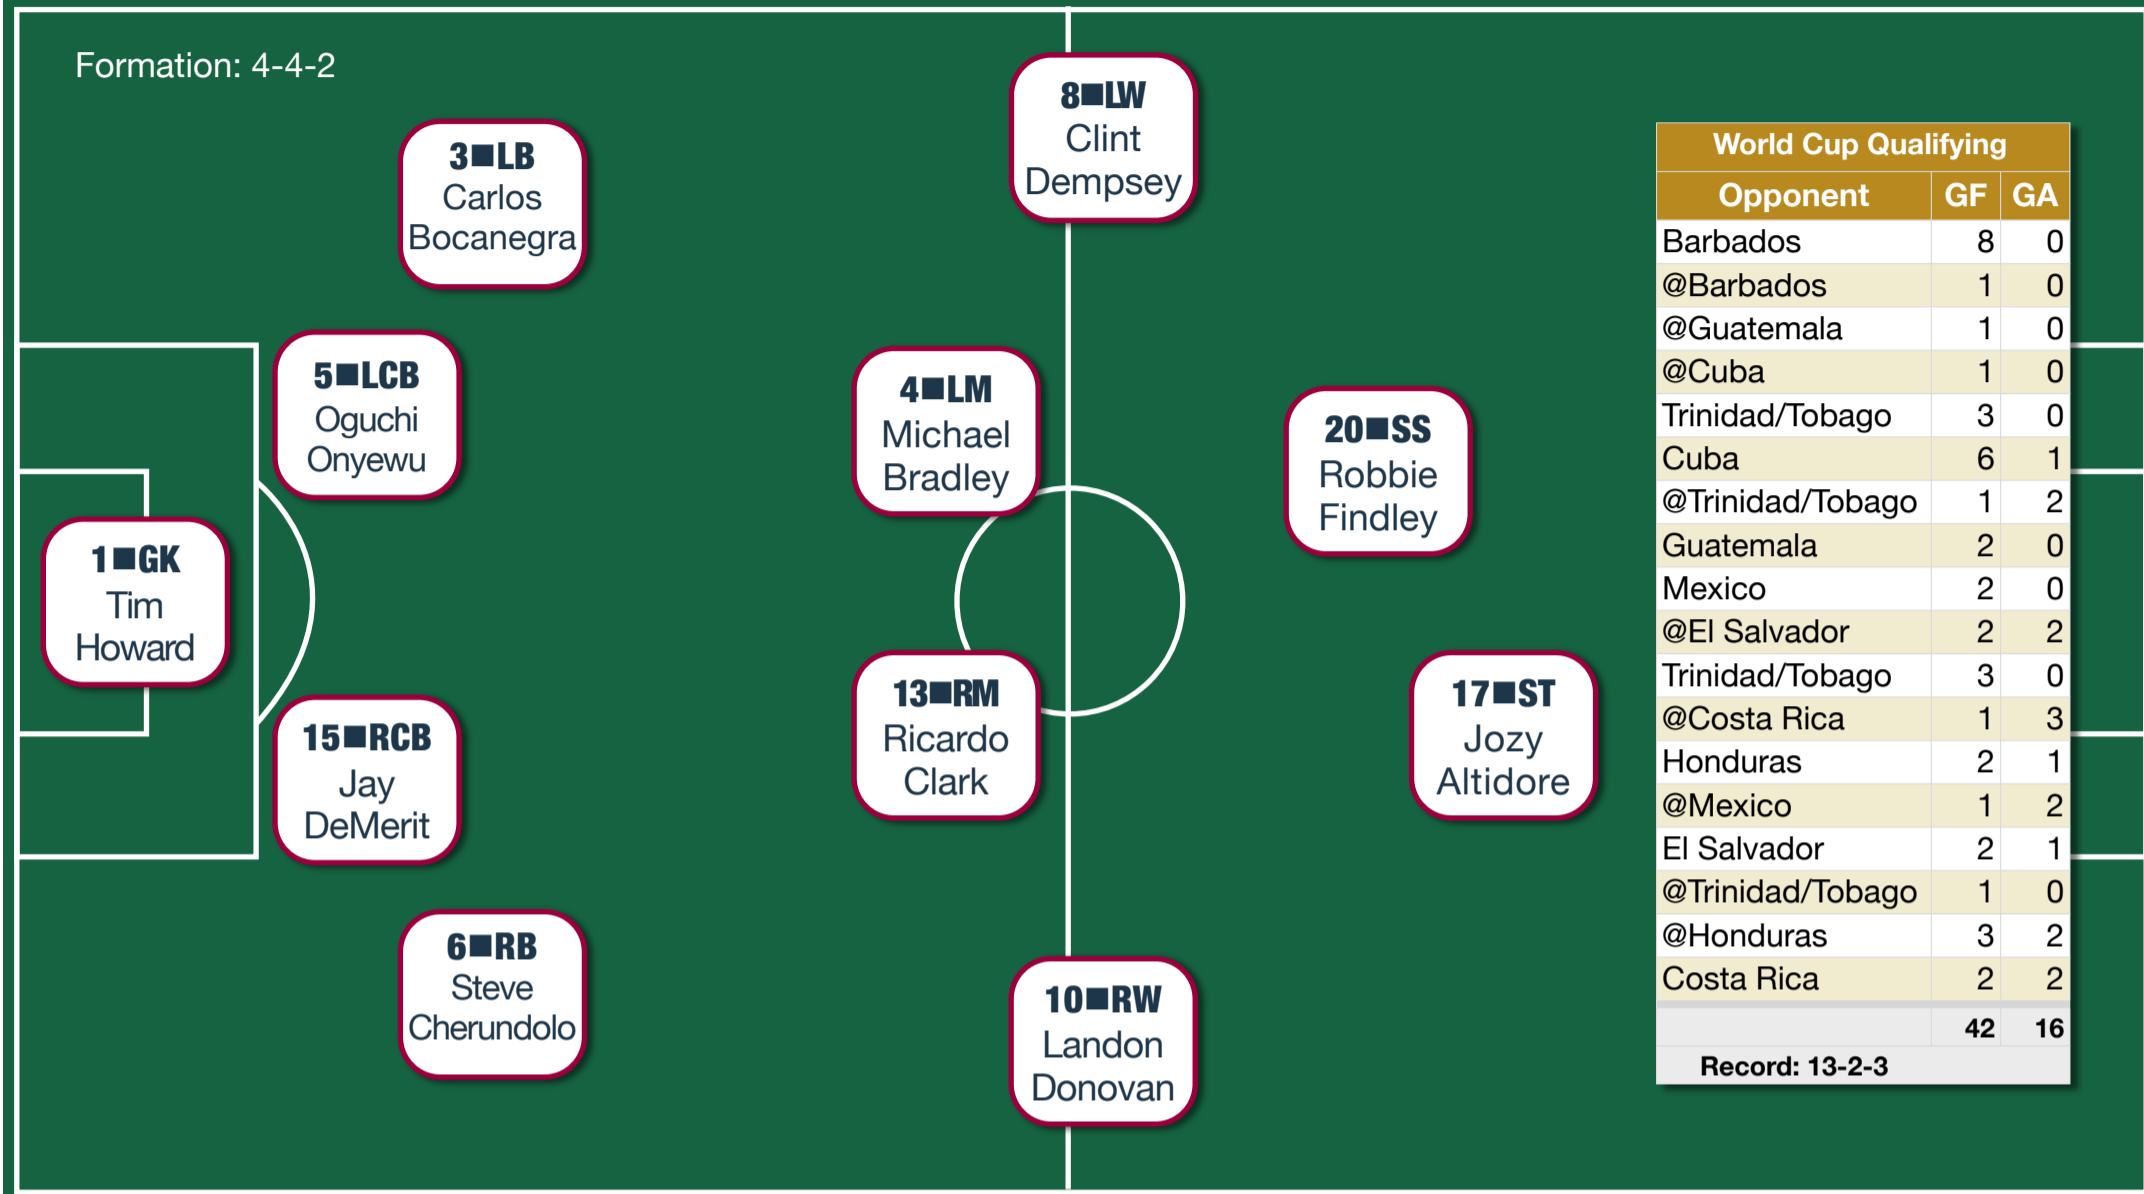 Formation: 4-4-2
3■LB
Carlos
Bocanegra
5■LCB
Oguchi
Onyewu
1■GK
Tim
Howard
15■RCB
Jay
DeMerit
6■RB
Steve
Cherundolo
8■LW
Clint
Dempsey
4■LM
Michael
Bradley
13■RM
Ricardo
Clark
10■RW
Landon
Donovan
20■SS
Robbie
Findley
17■ST
Jozy
Altidore
World Cup Qualifying
Opponent GF GA
Barbados 8 0
@Barbados 1 0
@Guatemala 1 0
@Cuba 1 0
Trinidad/Tobago 3 0
Cuba 6 1
@Trinidad/Tobago 1 2
Guatemala 2 0
Mexico 2 0
@El Salvador 2 2
Trinidad/Tobago 3 0
@Costa Rica 1 3
Honduras 2 1
@Mexico 1 2
El Salvador 2 1
@Trinidad/Tobago 1 0
@Honduras 3 2
Costa Rica 2 2
42 16
Record: 13-2-3